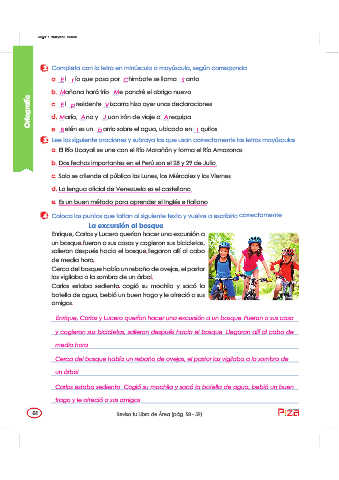 Ortografía
2 Completa con la letra en minúscula o mayúscula, según corresponda
a. El río que pasa por Chimbote se llama Santa
b. Mañana hará frío. Me pondré el abrigo nuevo
c. El presidente Vizcarra hizo ayer unas declaraciones
d. María, Ana y Juan irán de viaje a Arequipa
e. Belén es un barrio sobre el agua, ubicado en Iquitos
3 Lee las siguientes oraciones y subraya las que usan correctamente las letras mayúsculas
a. El Río Ucayali se une con el Río Marañón y forma el Río Amazonas
b. Dos fechas importantes en el Perú son el 28 y 29 de Julio
c. Solo se atiende al público los Lunes, los Miércoles y los Viernes
d. La lengua oficial de Venezuela es el castellano
e. Es un buen método para aprender el Inglés e Italiano
4 Coloca los puntos que faltan al siguiente texto y vuelve a escribirlo correctamente
La excursión al bosque
Enrique, Carlos y Lucero querían hacer una excursión a
un bosque.fueron a sus casas y cogieron sus bicicletas,
salieron después hacia el bosque.llegaron allí al cabo
de media hora.
Cerca del bosque había un rebaño de ovejas, el pastor
las vigilaba a la sombra de un árbol.
Carlos estaba sediento. cogió su mochila y sacó la
botella de agua, bebió un buen trago y le ofreció a sus
amigos.
Enrique, Carlos y Lucero querían hacer una excursión a un bosque. Fueron a sus casa
y cogieron sus bicicletas, salieron después hacia el bosque. Llegaron allí al cabo de
media hora
Cerca del bosque había un rebaño de ovejas, el pastor las vigilaba a la sombra de
un árbol
Carlos estaba sediento. Cogió su mochila y sacó la botella de agua, bebió un buen
trago y le ofreció a sus amigos
61
Revisa tu Libro de Área (pág. 58 - 59)